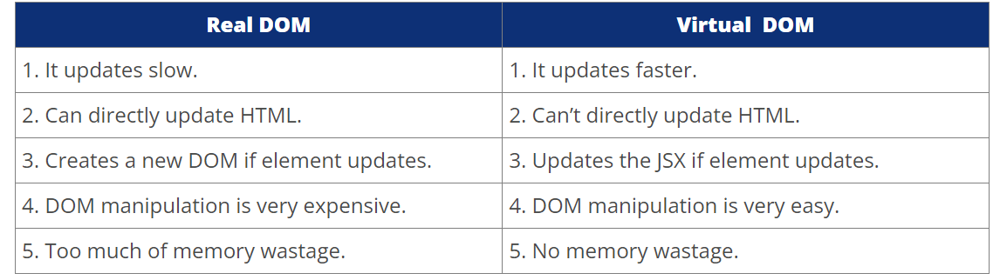 Real DOM
Virtual DOM
1. It updates slow.
1. It updates faster.
2. Can directly update HTML.
2. Can’t directly update HTML.
3. Creates a new DOM if element updates.
3. Updates the JSX if element updates.
4. DOM manipulation is very expensive.
4. DOM manipulation is very easy.
5. Too much of memory wastage.
5. No memory wastage.